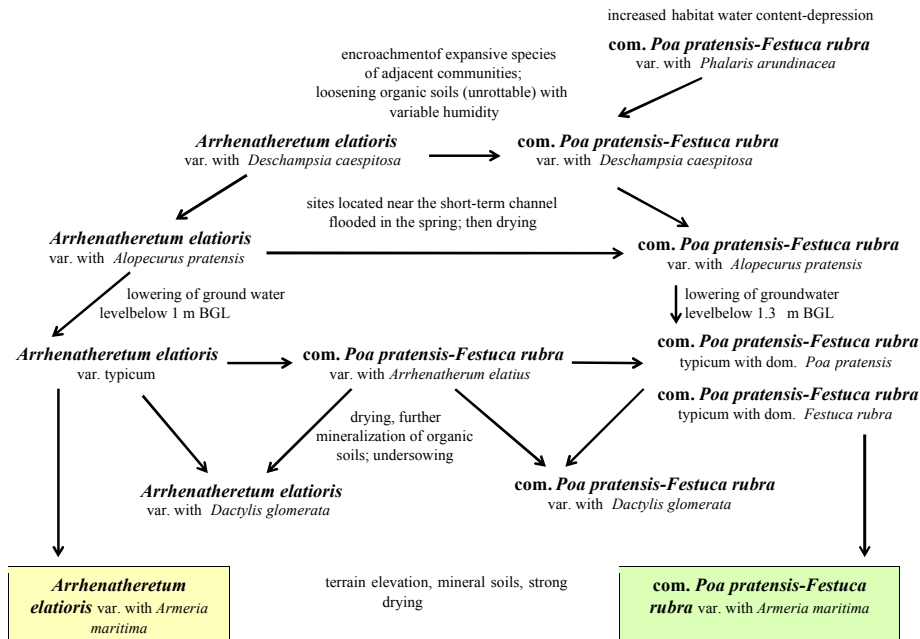 increased habitat water content-depression
com. Poa pratensis-Festuca rubra
var. with Phalaris arundinacea
encroachmentof expansive species
of adjacent communities;
loosening organic soils (unrottable) with
variable humidity
Arrhenatheretum elatioris
var. with Deschampsia caespitosa
com. Poa pratensis-Festuca rubra
var. with Deschampsia caespitosa
sites located near the short-term channel
flooded in the spring; then drying
Arrhenatheretum elatioris
var. with Alopecurus pratensis
com. Poa pratensis-Festuca rubra
var. with Alopecurus pratensis
lowering of ground water
levelbelow 1 m BGL
lowering of groundwater
levelbelow 1.3 m BGL
Arrhenatheretum elatioris
var. typicum
com. Poa pratensis-Festuca rubra
var. with Arrhenatherum elatius
com. Poa pratensis-Festuca rubra
typicum with dom. Poa pratensis
com. Poa pratensis-Festuca rubra
typicum with dom. Festuca rubra
drying, further
mineralization of organic
soils; undersowing
Arrhenatheretum elatioris
var. with Dactylis glomerata
com. Poa pratensis-Festuca rubra
var. with Dactylis glomerata
Arrhenatheretum
elatioris var. with Armeria
maritima
terrain elevation, mineral soils, strong
drying
com. Poa pratensis-Festuca
rubra var. with Armeria maritima